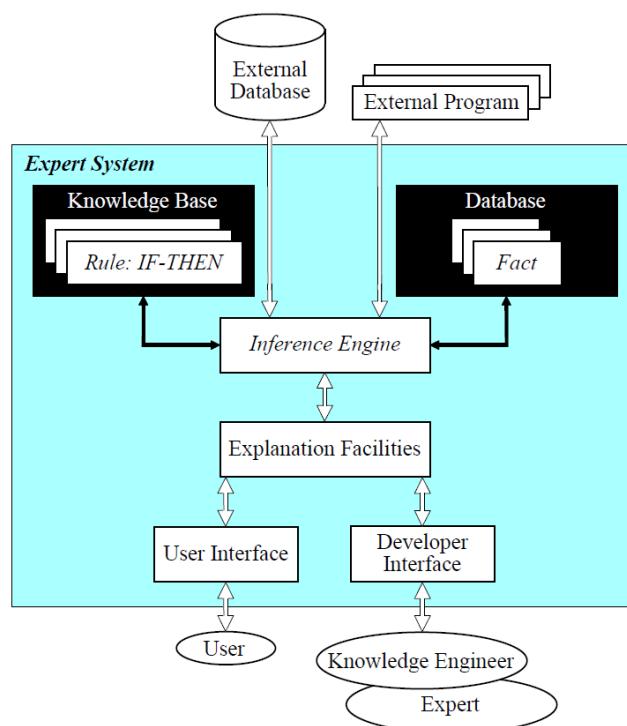 External
Database
External Program
Expert System
Knowledge Base
Rule: IF-THEN
Database
Fact
Inference Engine
Explanation Facilities
User Interface
Developer
Interface
User
Knowledge Engineer
Expert